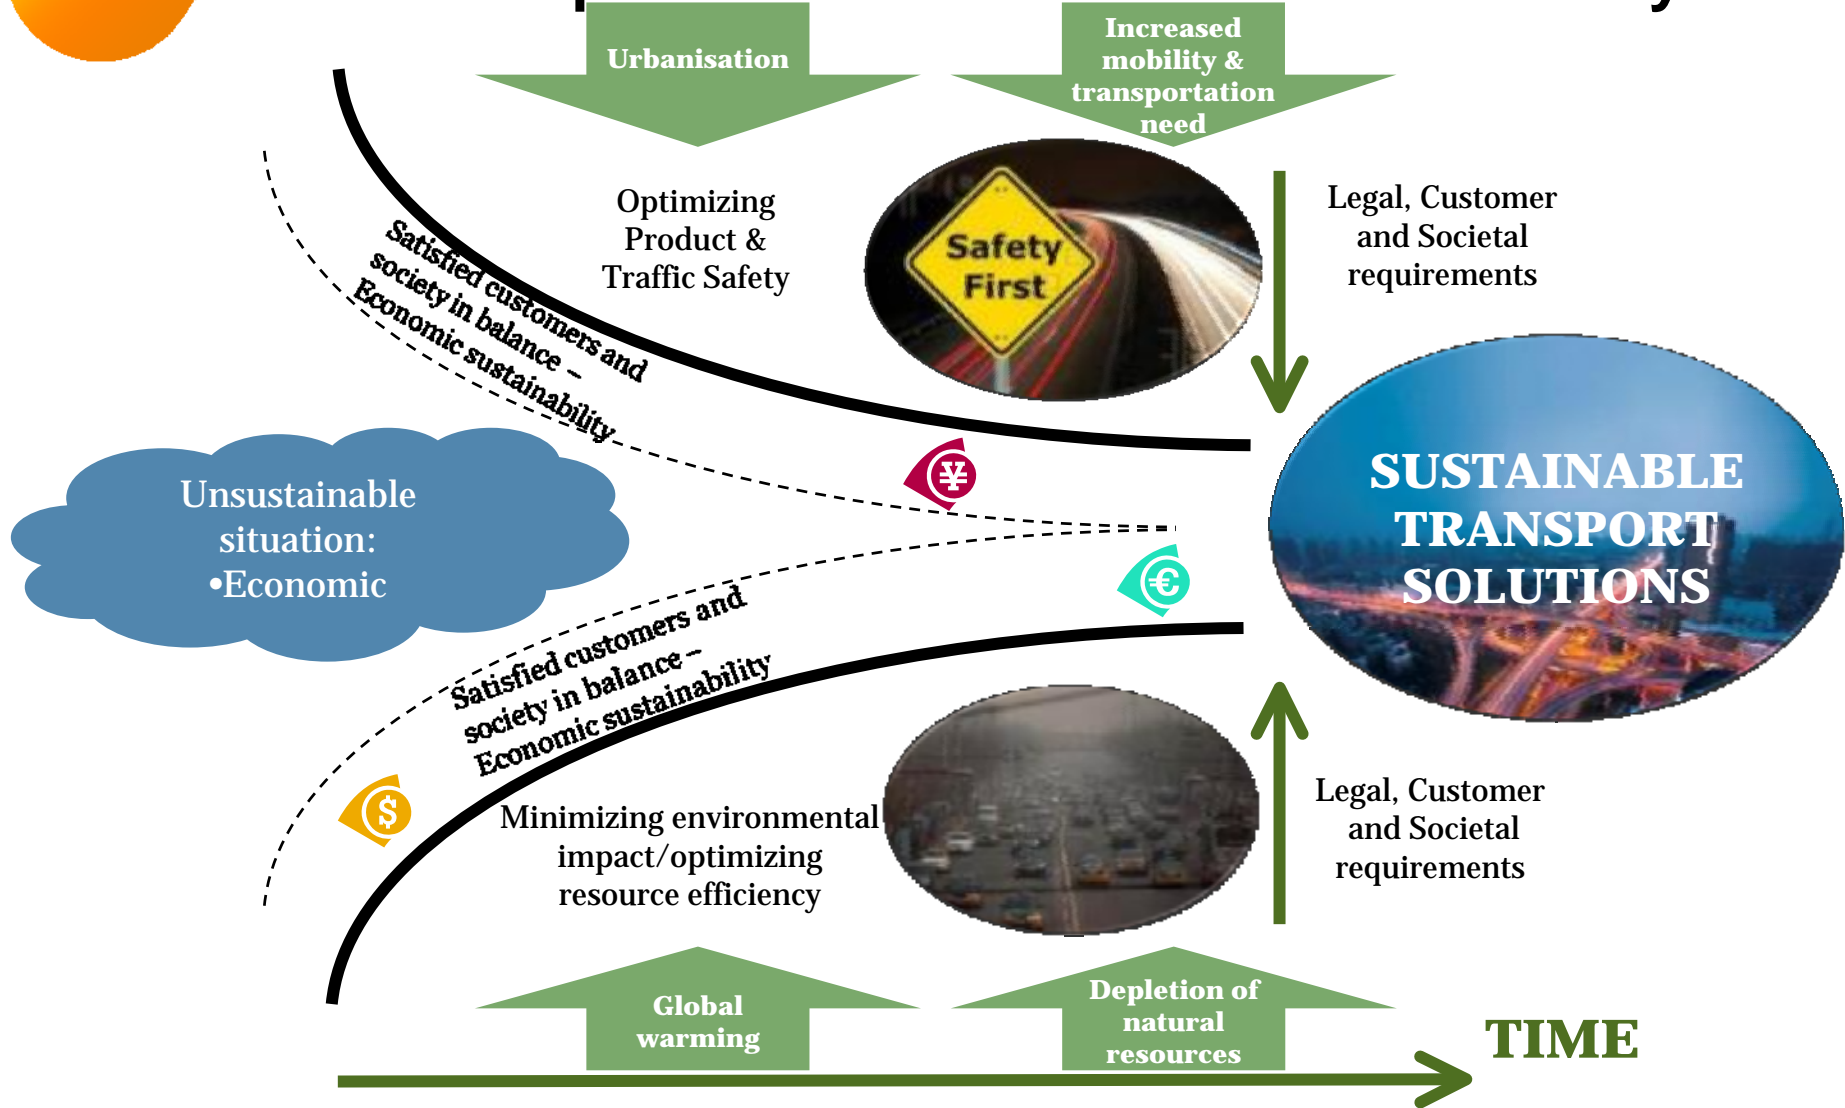 Urbanisation
Increased
mobility &
transportation
need
Optimizing
Product &
Traffic Safety
Safety
First
Legal, Customer
and Societal
requirements
Satisfied customers and
society in balance –
Economic sustainability
¥
SUSTAINABLE
TRANSPORT
SOLUTIONS
Unsustainable
situation:
•Economic
€
Satisfied customers and
society in balance –
Economic sustainability
$
Minimizing environmental
impact/optimizing
resource efficiency
Legal, Customer
and Societal
requirements
Global
warming
Depletion of
natural
resources
TIME